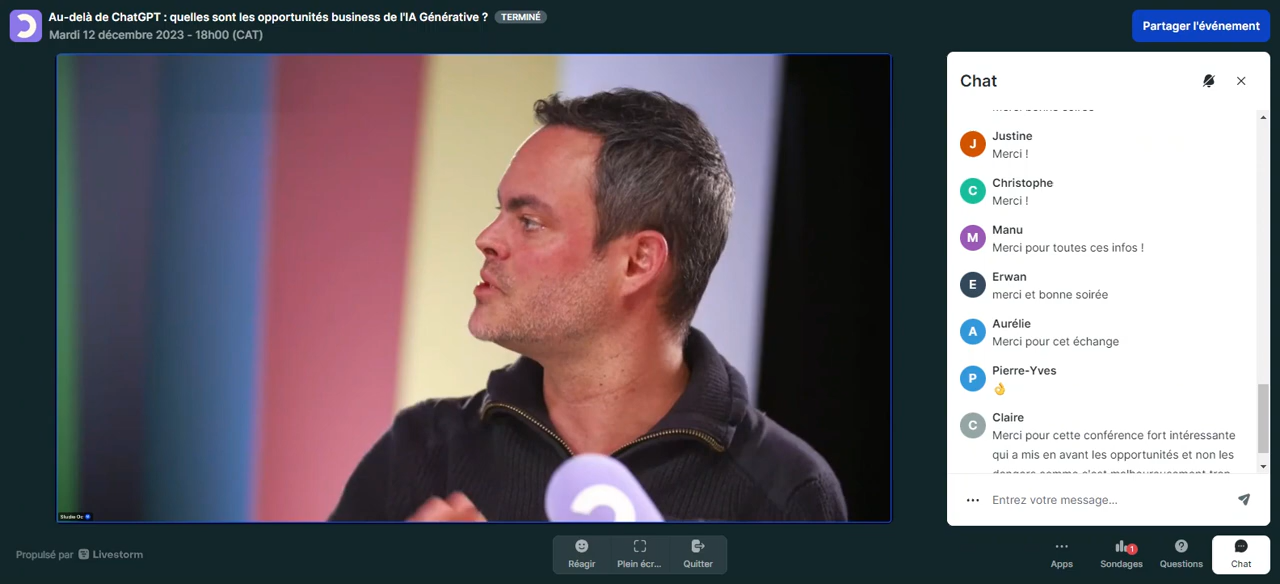 Au-delà de ChatGPT : quelles sont les opportunités business de l'IA Générative ? TERMINÉ
Mardi 12 décembre 2023 - 18h00 (CAT)
Partager l'événement
Chat
J
Justine
Merci !
C
Christophe
Merci !
M
Manu
Merci pour toutes ces infos !
E
Erwan
merci et bonne soirée
A
Aurélie
Merci pour cet échange
P
Pierre-Yves
👌
C
Claire
Merci pour cette conférence fort intéressante
qui a mis en avant les opportunités et non les
Entrez votre message...
Studio Oc
Propulsé par Livestorm
Réagir
Plein écr...
Quitter
Apps
1
Sondages
Questions
Chat